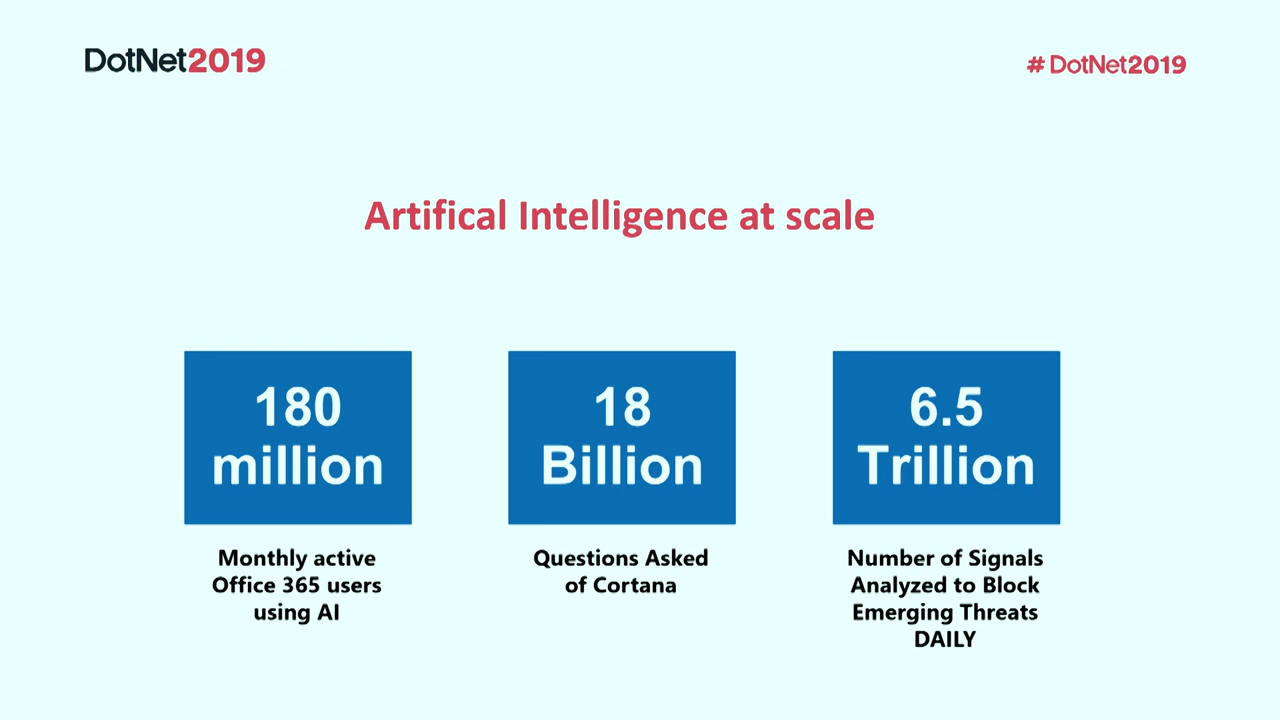 DotNet2019
# DotNet2019
Artifical Intelligence at scale
180
million
18
Billion
6.5
Trillion
Monthly active
Office 365 users
using AI
Questions Asked
of Cortana
Number of Signals
Analyzed to Block
Emerging Threats
DAILY